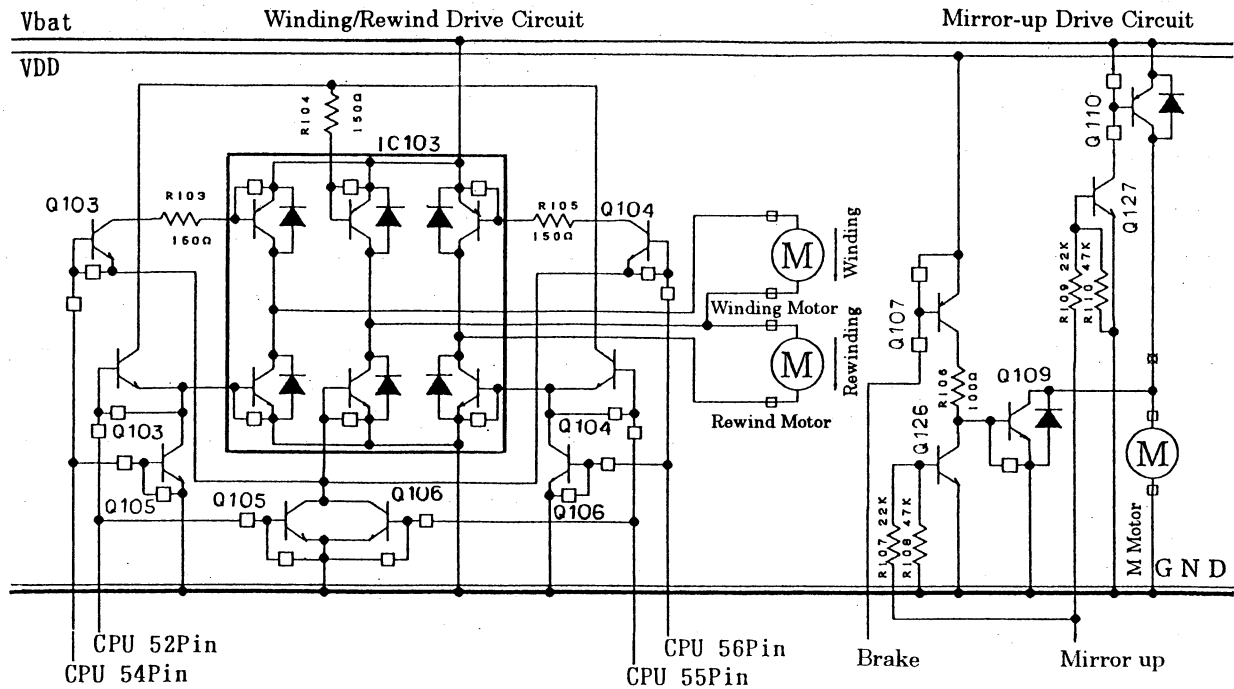 Vbat
Winding/Rewind Drive Circuit
Mirror-up Drive Circuit
VDD
R104
150Ω
IC103
Q110
Q103
R103
160Ω
R105
150Ω
Q104
Q127
M
Winding
Winding Motor
R109 22K
R110 47K
Q107
M
Rewinding
Rewind Motor
R106
100Ω
Q109
Q103
Q104
Q126
M
M Motor
Q105
Q105
Q106
Q106
R107 22K
R108 47K
GND
CPU 52Pin
CPU 54Pin
CPU 56Pin
CPU 55Pin
Brake
Mirror up